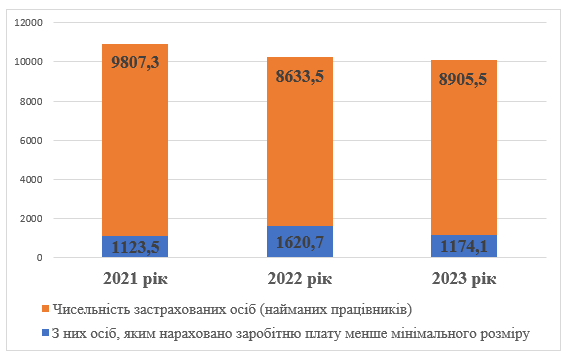 12000
10000
8000
6000
4000
2000
0
9807,3
8633,5
8905,5
1123,5
1620,7
1174,1
2021 рік
2022 рік
2023 рік
Чисельність застрахованих осіб (найманих працівників)
З них осіб, яким нараховано заробітню плату менше мінімального розміру